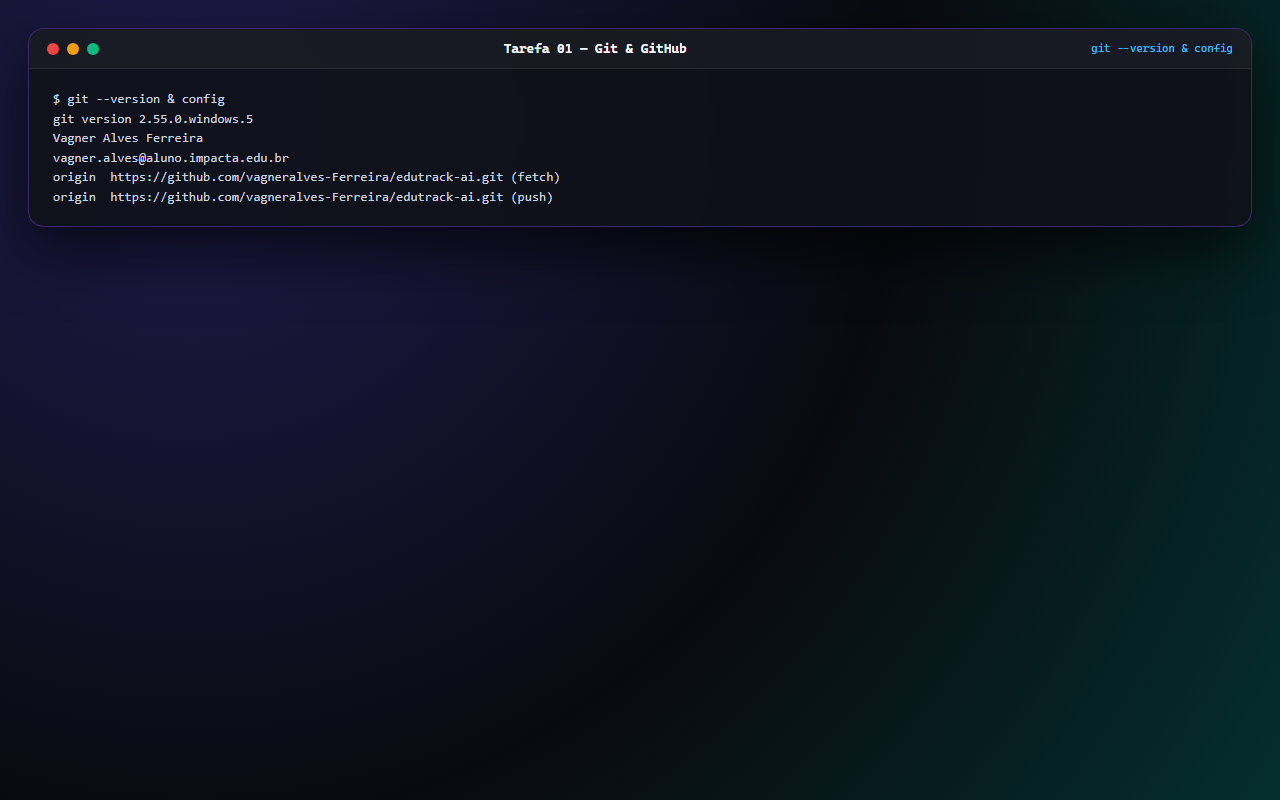 Tarefa 01 — Git & GitHub
git --version & config
$ git --version & config
git version 2.55.0.windows.5
Vagner Alves Ferreira
vagner.alves@aluno.impacta.edu.br
origin  https://github.com/vagneralves-Ferreira/edutrack-ai.git (fetch)
origin  https://github.com/vagneralves-Ferreira/edutrack-ai.git (push)